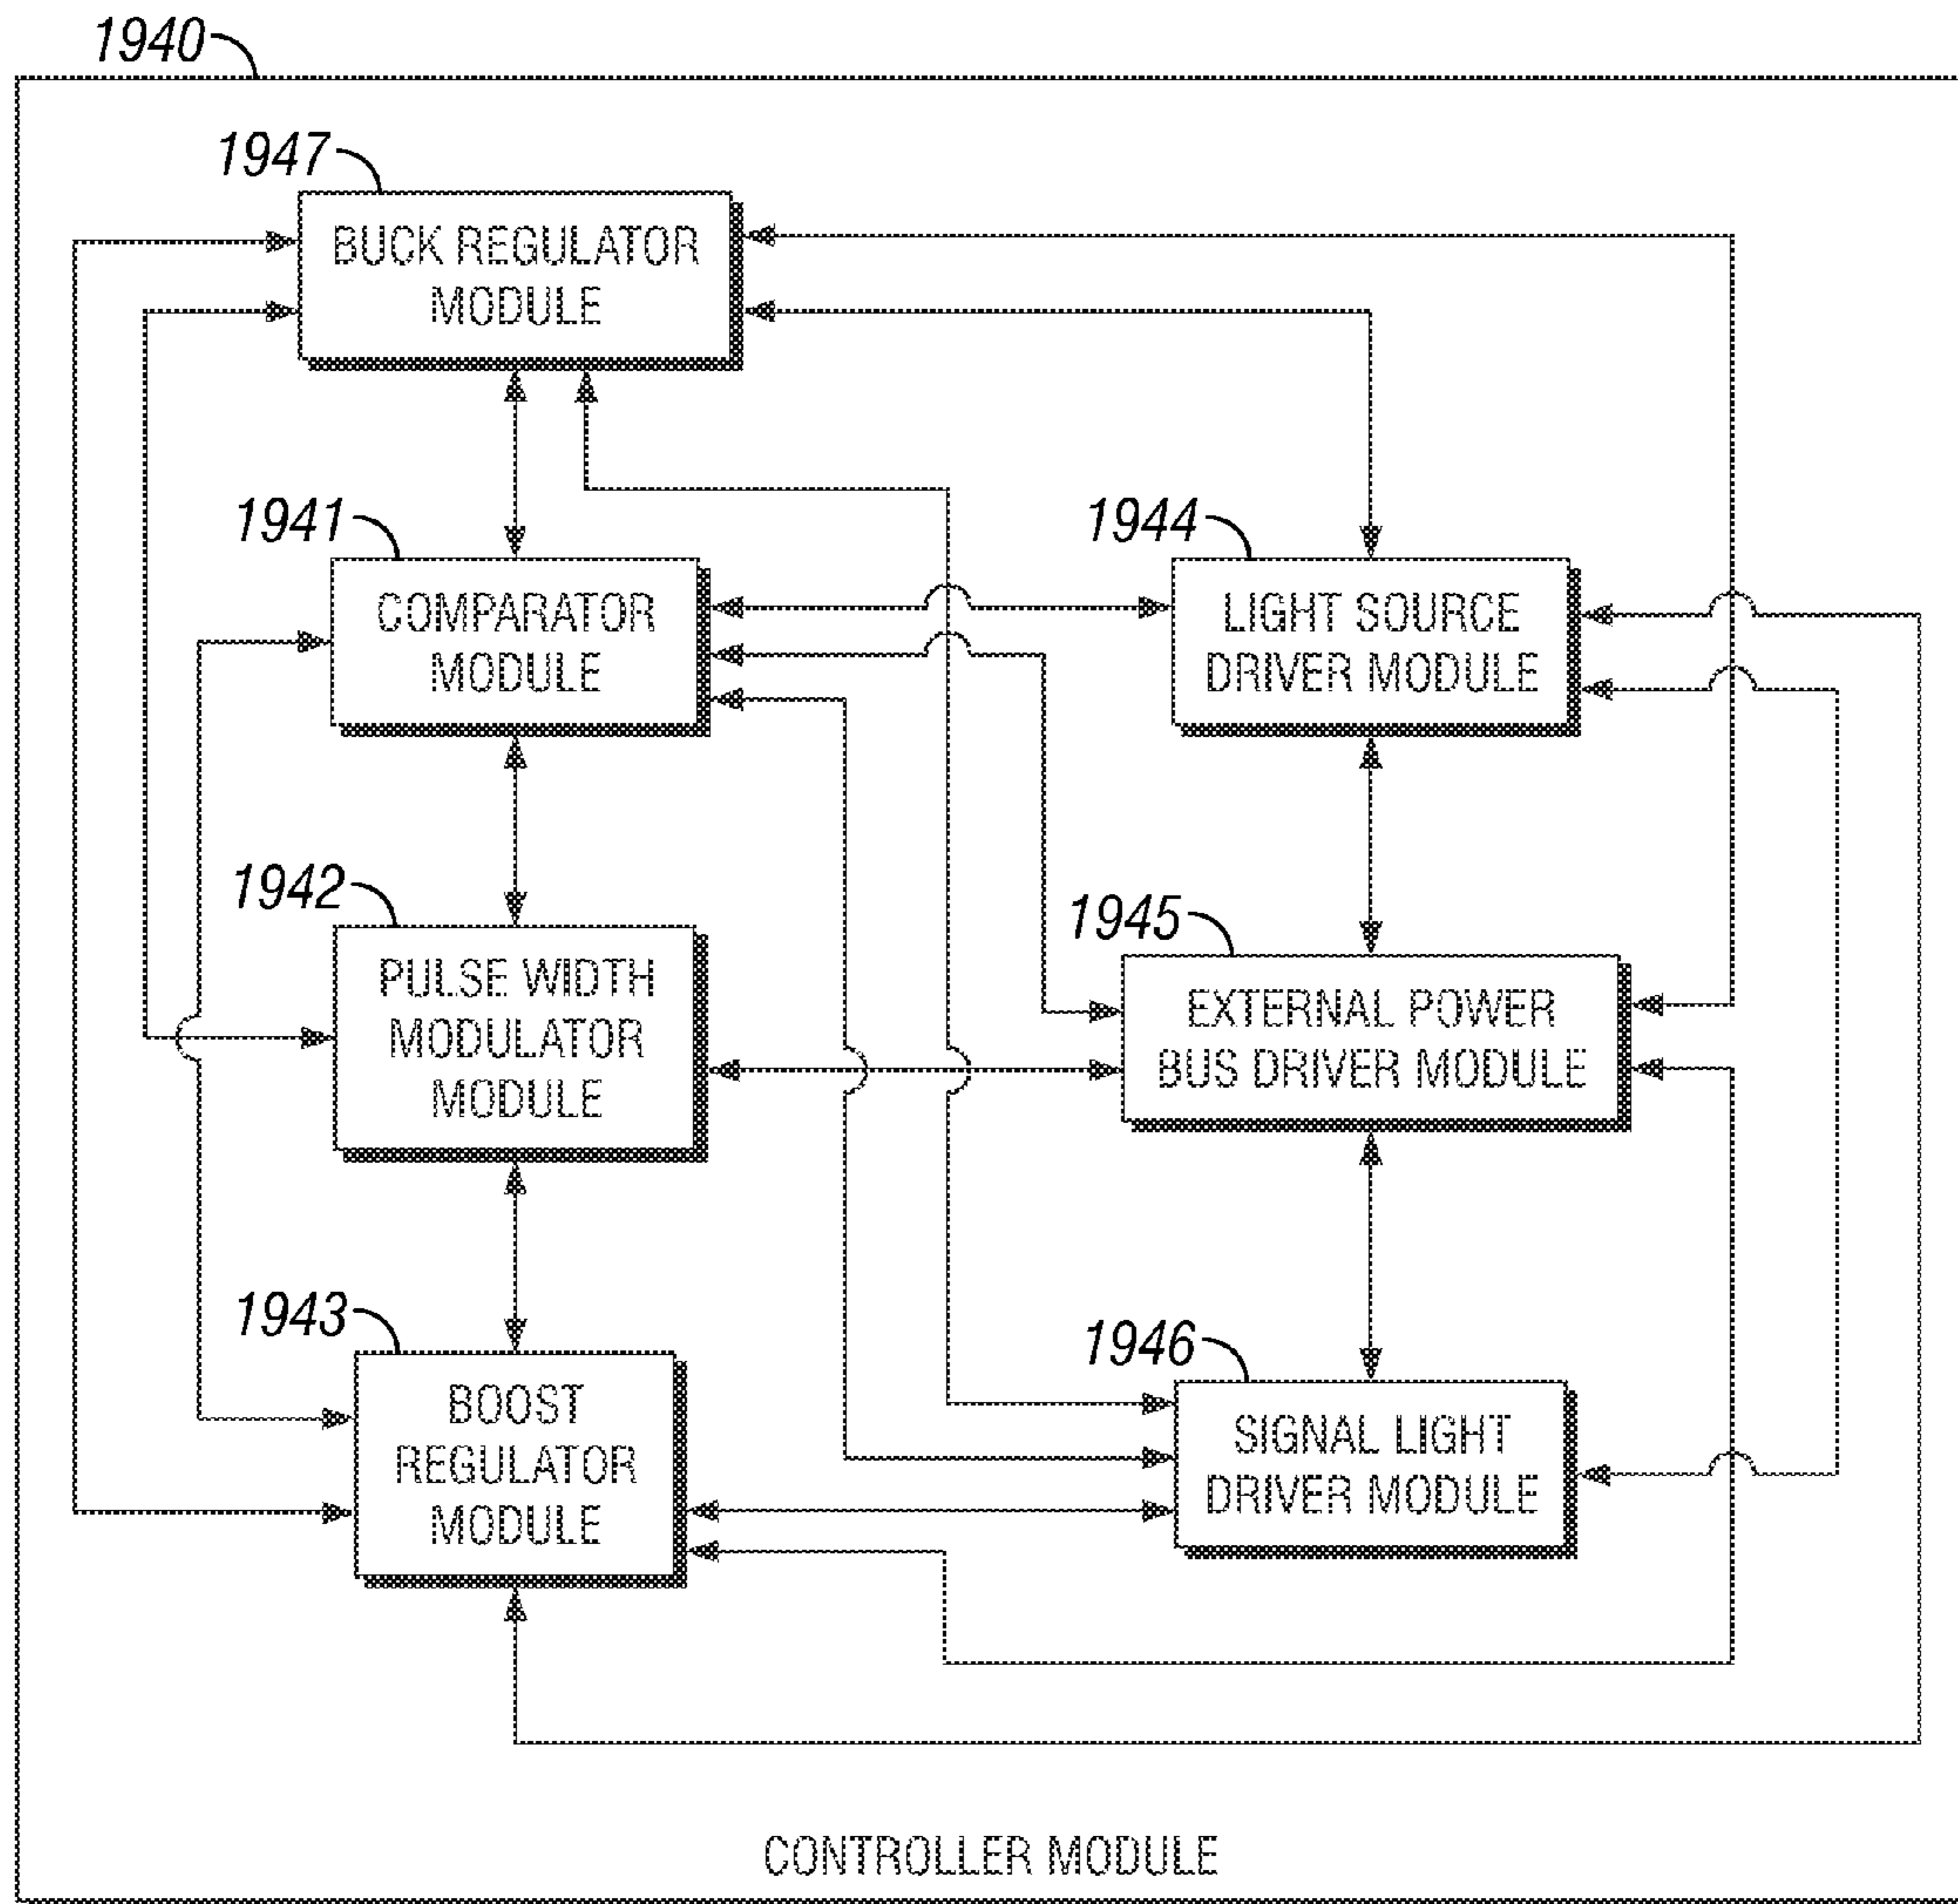 1940
1947
BUCK REGULATOR
MODULE
1941
COMPARATOR
MODULE
1944
LIGHT SOURCE
DRIVER MODULE
1942
PULSE WIDTH
MODULATOR
MODULE
1945
EXTERNAL POWER
BUS DRIVER MODULE
1943
BOOST
REGULATOR
MODULE
1946
SIGNAL LIGHT
DRIVER MODULE
CONTROLLER MODULE